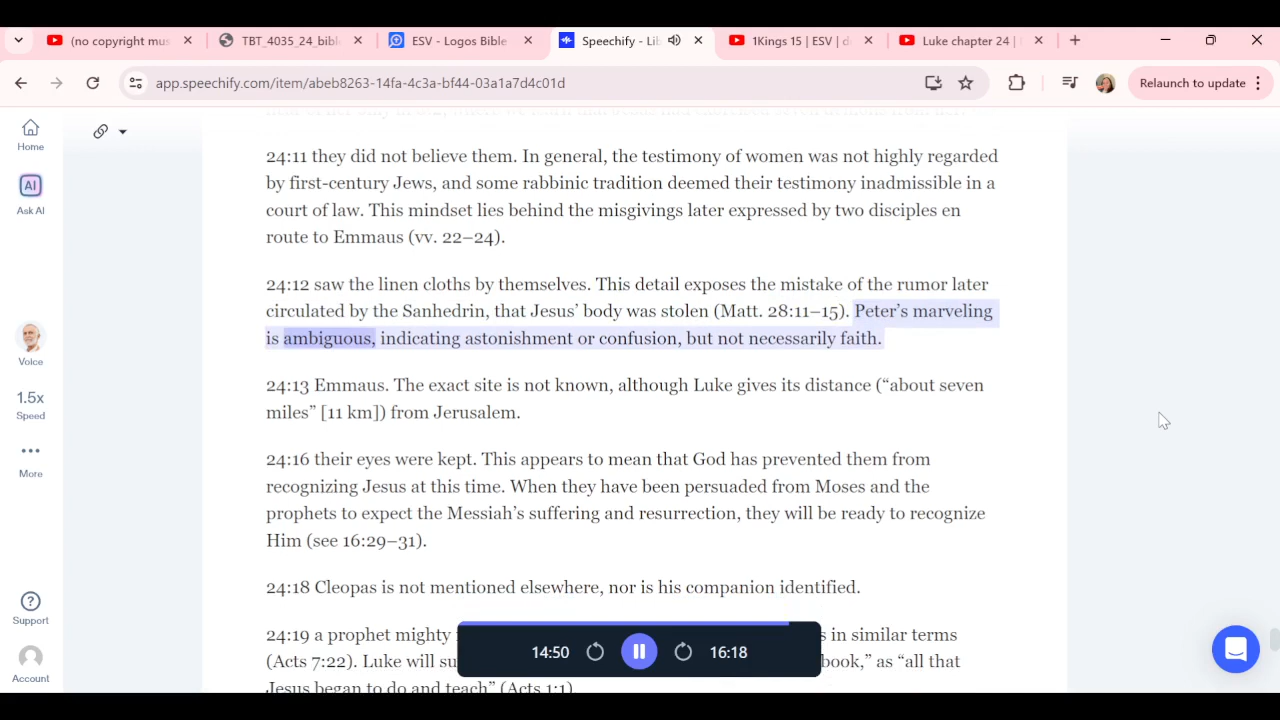 (no copyright mus
TBT_4035_24_bibl
ESV - Logos Bible
Speechify - Lib
1Kings 15 | ESV | d
Luke chapter 24 |
app.speechify.com/item/abeb8263-14fa-4c3a-bf44-03a1a7d4c01d
Relaunch to update
Home
AI
Ask AI
Voice
1.5x
Speed
More
Support
Account
24:11 they did not believe them. In general, the testimony of women was not highly regarded
by first-century Jews, and some rabbinic tradition deemed their testimony inadmissible in a
court of law. This mindset lies behind the misgivings later expressed by two disciples en
route to Emmaus (vv. 22–24).
24:12 saw the linen cloths by themselves. This detail exposes the mistake of the rumor later
circulated by the Sanhedrin, that Jesus’ body was stolen (Matt. 28:11–15). Peter’s marveling
is ambiguous, indicating astonishment or confusion, but not necessarily faith.
24:13 Emmaus. The exact site is not known, although Luke gives its distance (“about seven
miles” [11 km]) from Jerusalem.
24:16 their eyes were kept. This appears to mean that God has prevented them from
recognizing Jesus at this time. When they have been persuaded from Moses and the
prophets to expect the Messiah’s suffering and resurrection, they will be ready to recognize
Him (see 16:29–31).
24:18 Cleopas is not mentioned elsewhere, nor is his companion identified.
24:19 a prophet mighty s in similar terms
(Acts 7:22). Luke will su book,” as “all that
Jesus began to do and teach” (Acts 1:1)
14:50
16:18